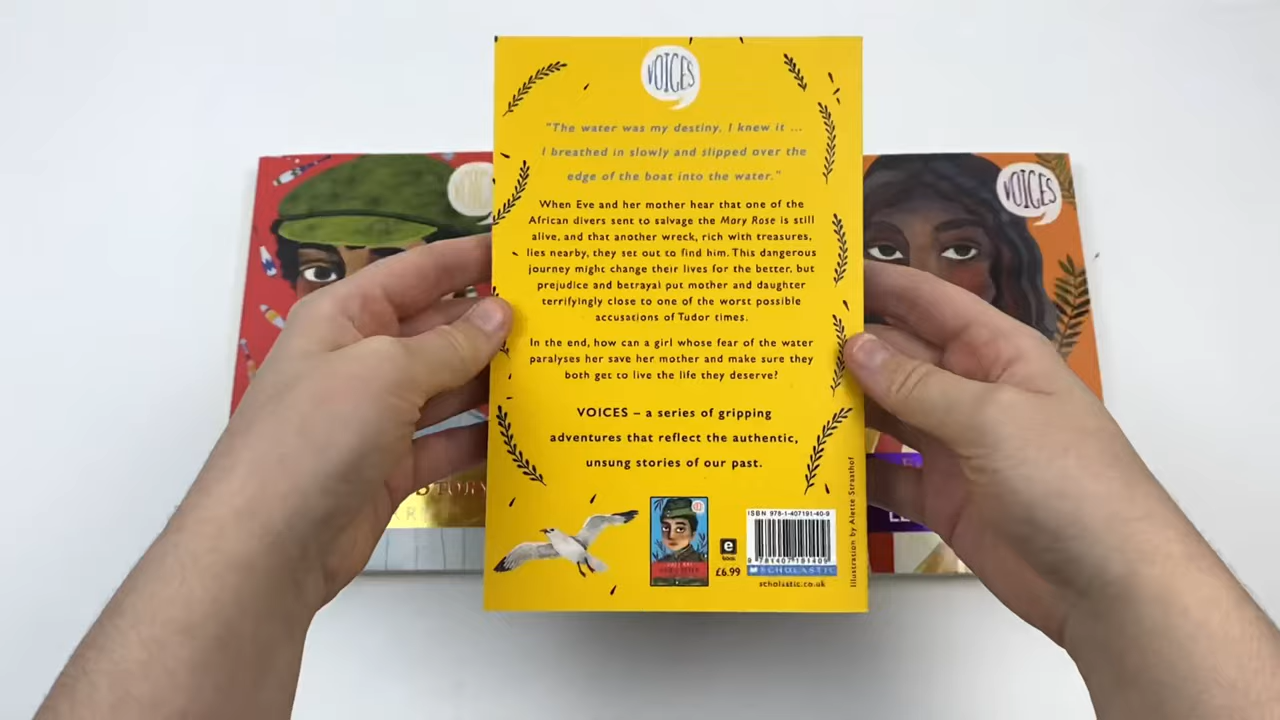 VOICES
"The water was my destiny, I knew it ...
I breathed in slowly and slipped over the
edge of the boat into the water."
When Eve and her mother hear that one of the
African divers sent to salvage the Mary Rose is still
alive, and that another wreck, rich with treasures,
lies nearby, they set out to find him. This dangerous
journey might change their lives for the better, but
prejudice and betrayal put mother and daughter
terrifyingly close to one of the worst possible
accusations of Tudor times.
In the end, how can a girl whose fear of the water
paralyses her save her mother and make sure they
both get to live the life they deserve?
VOICES – a series of gripping
adventures that reflect the authentic,
unsung stories of our past.
ISBN 978-1-407191-40-9
9 781407 191409
£6.99
SCHOLASTIC
scholastic.co.uk
Illustration by Alette Straathof
VOICES